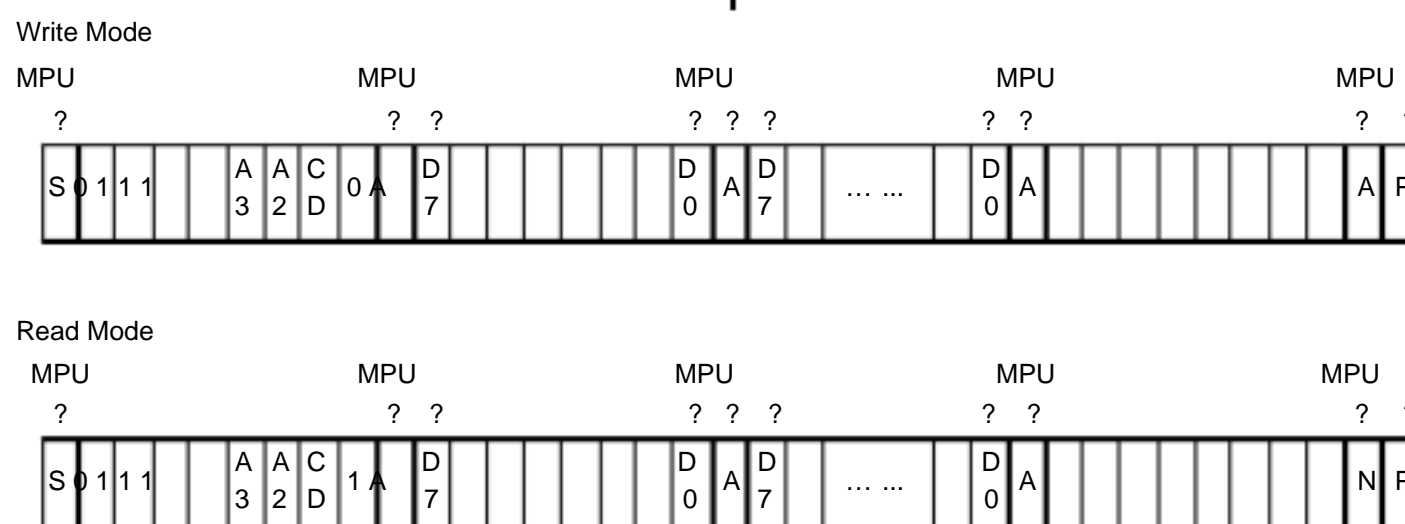 Write Mode
MPU MPU MPU MPU MPU
? ? ? ? ? ? ? ? ?
S 0 1 1 1 A3 A2 CD 0 A D7 D0 A D7 … ... D0 A A P
Read Mode
MPU MPU MPU MPU MPU
? ? ? ? ? ? ? ? ?
S 0 1 1 1 A3 A2 CD 1 A D7 D0 A D7 … ... D0 A N P